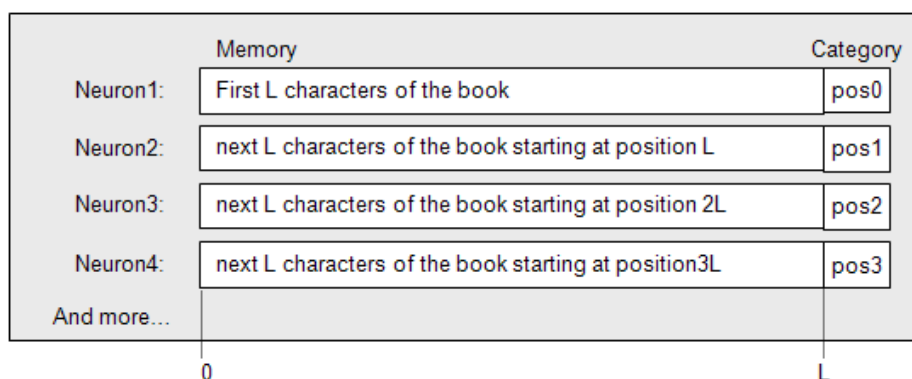 Memory Category
Neuron1: First L characters of the book pos0
Neuron2: next L characters of the book starting at position L pos1
Neuron3: next L characters of the book starting at position 2L pos2
Neuron4: next L characters of the book starting at position3L pos3
And more...
0 L